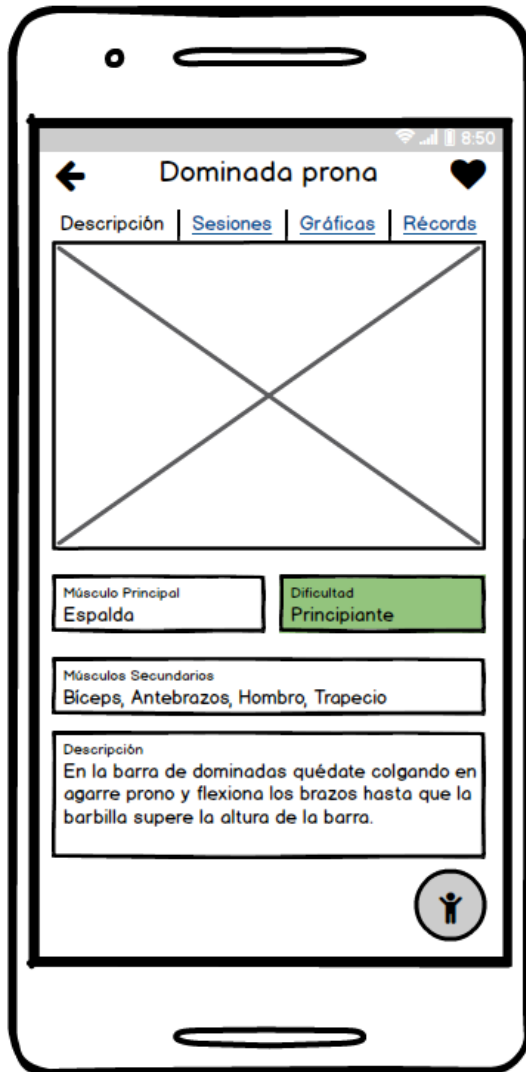 8:50
Dominada prona
Descripción Sesiones Gráficas Récords
Músculo Principal
Espalda
Dificultad
Principiante
Músculos Secundarios
Bíceps, Antebrazos, Hombro, Trapecio
Descripción
En la barra de dominadas quédate colgando en
agarre prono y flexiona los brazos hasta que la
barbilla supere la altura de la barra.